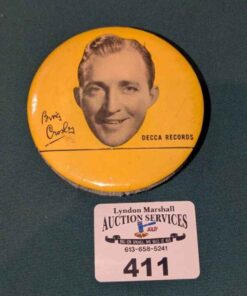 Bing
Crosby
DECCA RECORDS
Lyndon Marshall
AUCTION SERVICES
613-658-5241
411